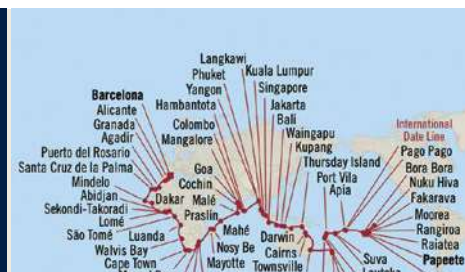 Langkawi
Phuket
Kuala Lumpur
Yangon
Singapore
Barcelona
Hambantota
Jakarta
Alicante
Colombo
Bali
International
Granada
Mangalore
Waingapu
Date Line
Agadir
Kupang
Pago Pago
Puerto del Rosario
Goa
Thursday Island
Bora Bora
Santa Cruz de la Palma
Cochin
Port Vila
Nuku Hiva
Mindelo
Malé
Apia
Fakarava
Abidjan
Dakar
Praslin
Moorea
Sekondi-Takoradi
Rangiroa
Lomé
Mahé
Darwin
Raiatea
São Tomé
Luanda
Nosy Be
Cairns
Suva
Papeete
Walvis Bay
Mayotte
Townsville
Cape Town